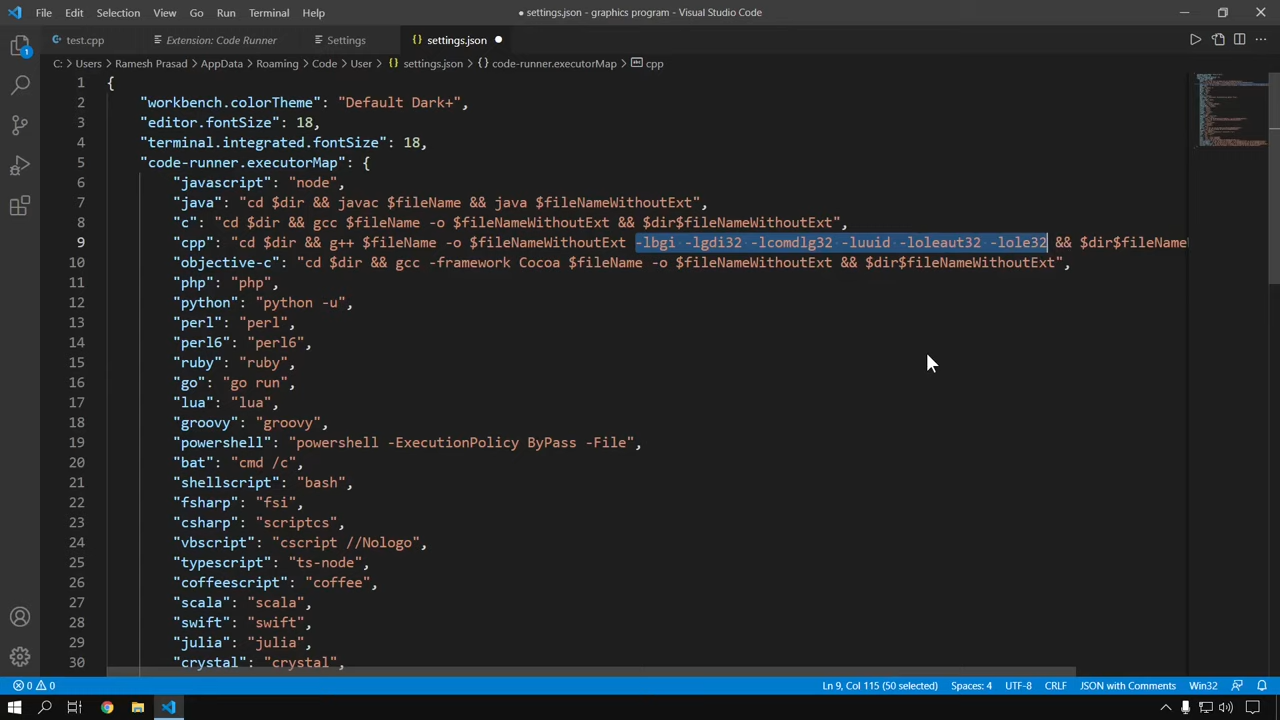 File Edit Selection View Go Run Terminal Help
● settings.json - graphics program - Visual Studio Code
test.cpp
Extension: Code Runner
Settings
{} settings.json ●
C: > Users > Ramesh Prasad > AppData > Roaming > Code > User > {} settings.json > {} code-runner.executorMap > cpp
1 {
2 "workbench.colorTheme": "Default Dark+",
3 "editor.fontSize": 18,
4 "terminal.integrated.fontSize": 18,
5 "code-runner.executorMap": {
6 "javascript": "node",
7 "java": "cd $dir && javac $fileName && java $fileNameWithoutExt",
8 "c": "cd $dir && gcc $fileName -o $fileNameWithoutExt && $dir$fileNameWithoutExt",
9 "cpp": "cd $dir && g++ $fileName -o $fileNameWithoutExt -lbgi -lgdi32 -lcomdlg32 -luuid -loleaut32 -lole32 && $dir$fileName
10 "objective-c": "cd $dir && gcc -framework Cocoa $fileName -o $fileNameWithoutExt && $dir$fileNameWithoutExt",
11 "php": "php",
12 "python": "python -u",
13 "perl": "perl",
14 "perl6": "perl6",
15 "ruby": "ruby",
16 "go": "go run",
17 "lua": "lua",
18 "groovy": "groovy",
19 "powershell": "powershell -ExecutionPolicy ByPass -File",
20 "bat": "cmd /c",
21 "shellscript": "bash",
22 "fsharp": "fsi",
23 "csharp": "scriptcs",
24 "vbscript": "cscript //Nologo",
25 "typescript": "ts-node",
26 "coffeescript": "coffee",
27 "scala": "scala",
28 "swift": "swift",
29 "julia": "julia",
30 "crystal": "crystal",
1
0 0
Ln 9, Col 115 (50 selected) Spaces: 4 UTF-8 CRLF JSON with Comments Win32